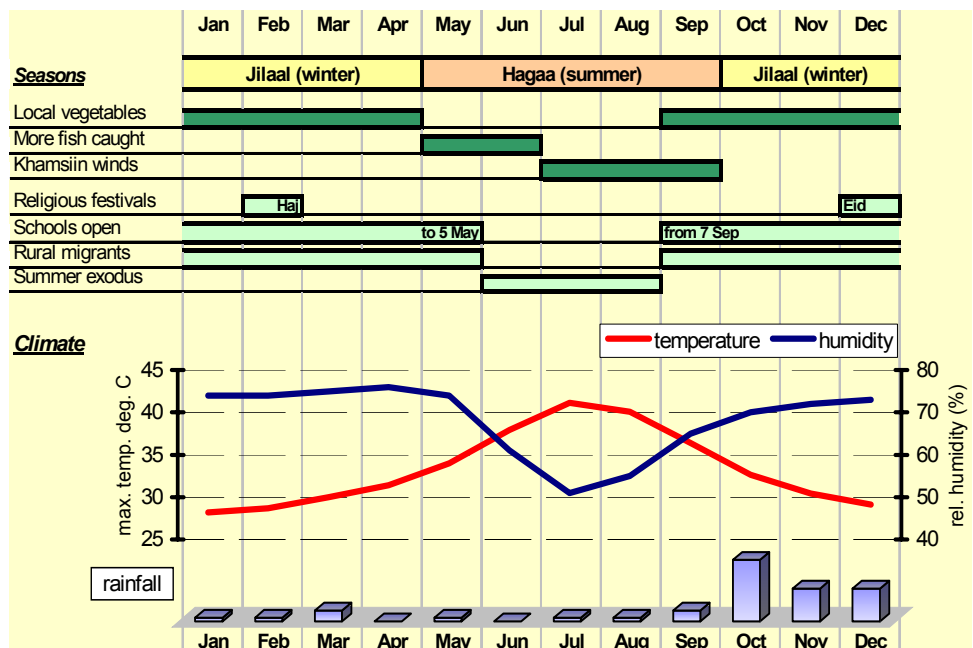 Jan Feb Mar Apr May Jun Jul Aug Sep Oct Nov Dec
Seasons Jilaal (winter) Hagaa (summer) Jilaal (winter)
Local vegetables
More fish caught
Khamsiin winds
Religious festivals Haj Eid
Schools open to 5 May from 7 Sep
Rural migrants
Summer exodus
Climate
temperature humidity
45 80
40 70
35 60
30 50
25 40
max. temp. deg. C
rel. humidity (%)
rainfall
Jan Feb Mar Apr May Jun Jul Aug Sep Oct Nov Dec